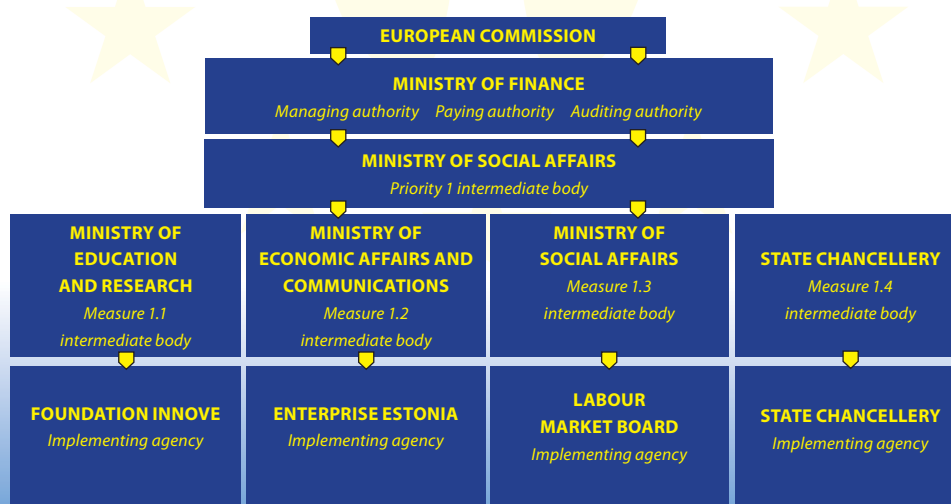 EUROPEAN COMMISSION
MINISTRY OF FINANCE
Managing authority Paying authority Auditing authority
MINISTRY OF SOCIAL AFFAIRS
Priority 1 intermediate body
MINISTRY OF
EDUCATION
AND RESEARCH
Measure 1.1
intermediate body
MINISTRY OF
ECONOMIC AFFAIRS AND
COMMUNICATIONS
Measure 1.2
intermediate body
MINISTRY OF
SOCIAL AFFAIRS
Measure 1.3
intermediate body
STATE CHANCELLERY
Measure 1.4
intermediate body
FOUNDATION INNOVE
Implementing agency
ENTERPRISE ESTONIA
Implementing agency
LABOUR
MARKET BOARD
Implementing agency
STATE CHANCELLERY
Implementing agency